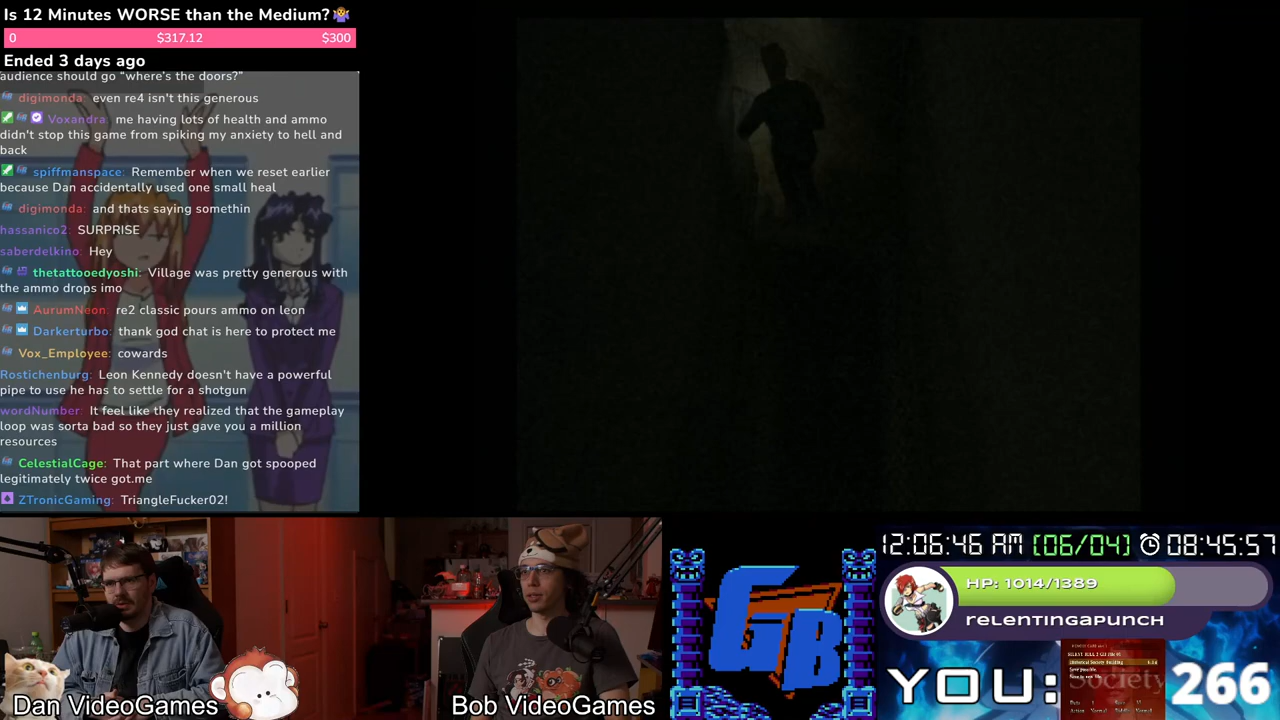 Is 12 Minutes WORSE than the Medium?🤷
0 $317.12 $300
Ended 3 days ago
audience should go “where's the doors?”
digimonda: even re4 isn't this generous
Voxandra: me having lots of health and ammo
didn't stop this game from spiking my anxiety to hell and
back
spiffmanspace: Remember when we reset earlier
because Dan accidentally used one small heal
digimonda: and thats saying somethin
hassanico2: SURPRISE
saberdelkino: Hey
thetattooedyoshi: Village was pretty generous with
the ammo drops imo
AurumNeon: re2 classic pours ammo on leon
Darkerturbo: thank god chat is here to protect me
Vox_Employee: cowards
Rostichenburg: Leon Kennedy doesn't have a powerful
pipe to use he has to settle for a shotgun
wordNumber: It feel like they realized that the gameplay
loop was sorta bad so they just gave you a million
resources
CelestialCage: That part where Dan got spooped
legitimately twice got.me
ZTronicGaming: TriangleFucker02!
Dan VideoGames
Bob VideoGames
GB
12:06:46 AM [06/04] 08:45:57
HP: 1014/1389
RELENTINGAPUNCH
YOU: 266
Society